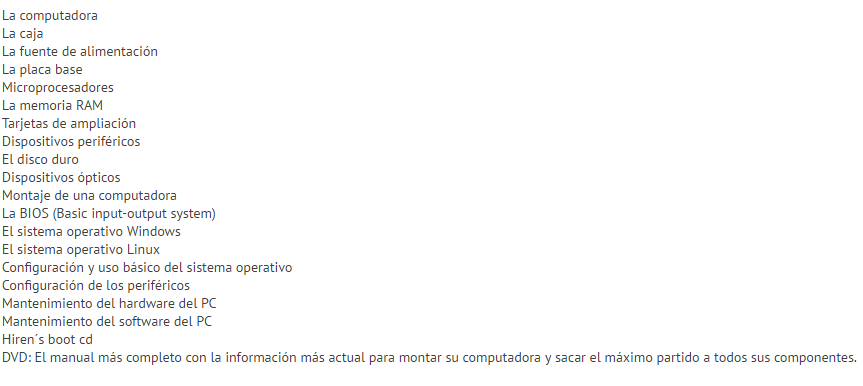 La computadora
La caja
La fuente de alimentación
La placa base
Microprocesadores
La memoria RAM
Tarjetas de ampliación
Dispositivos periféricos
El disco duro
Dispositivos ópticos
Montaje de una computadora
La BIOS (Basic input-output system)
El sistema operativo Windows
El sistema operativo Linux
Configuración y uso básico del sistema operativo
Configuración de los periféricos
Mantenimiento del hardware del PC
Mantenimiento del software del PC
Hiren´s boot cd
DVD: El manual más completo con la información más actual para montar su computadora y sacar el máximo partido a todos sus componentes.